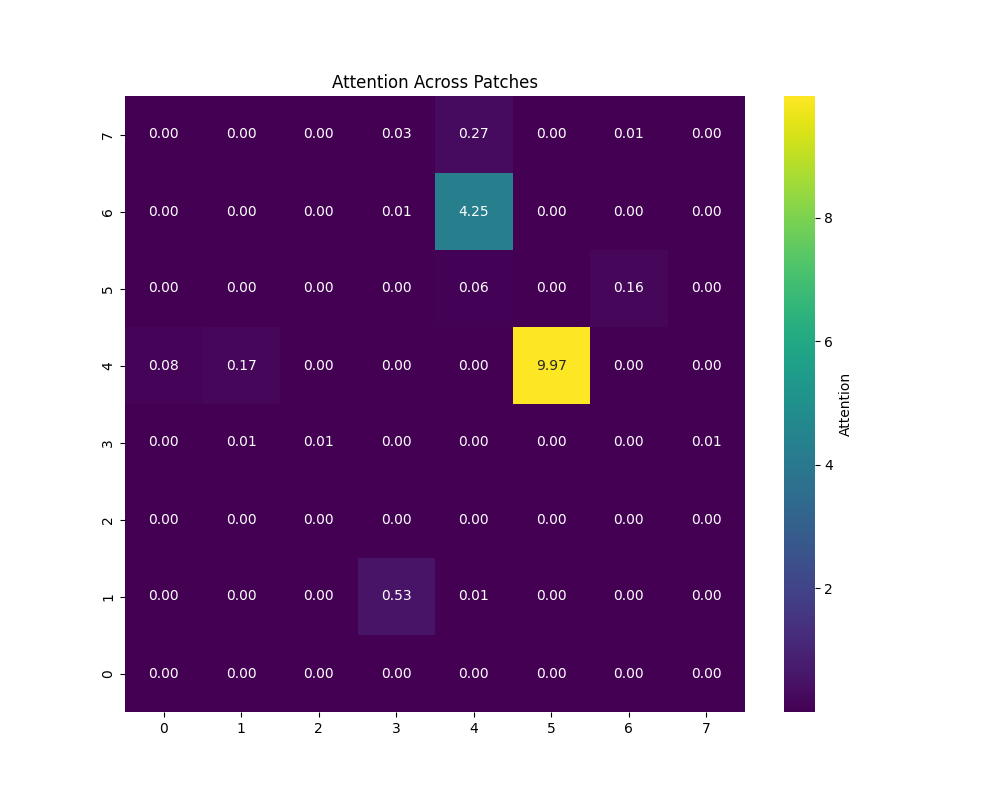 Attention Across Patches
7 0.00 0.00 0.00 0.03 0.27 0.00 0.01 0.00
6 0.00 0.00 0.00 0.01 4.25 0.00 0.00 0.00 8
5 0.00 0.00 0.00 0.00 0.06 0.00 0.16 0.00 6
4 0.08 0.17 0.00 0.00 0.00 9.97 0.00 0.00 Attention
3 0.00 0.01 0.01 0.00 0.00 0.00 0.00 0.01 4
2 0.00 0.00 0.00 0.00 0.00 0.00 0.00 0.00
1 0.00 0.00 0.00 0.53 0.01 0.00 0.00 0.00 2
0 0.00 0.00 0.00 0.00 0.00 0.00 0.00 0.00
0 1 2 3 4 5 6 7